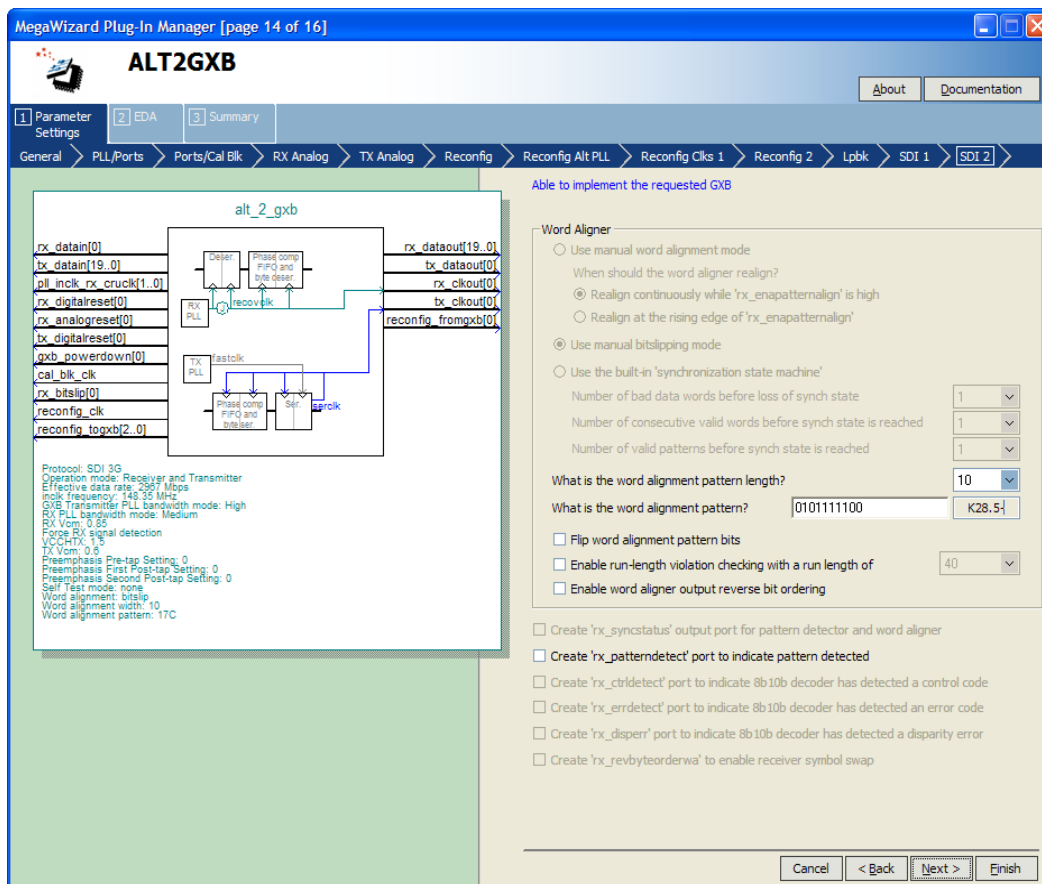 MegaWizard Plug-In Manager [page 14 of 16]
ALT2GXB
About
Documentation
1 Parameter Settings
2 EDA
3 Summary
General
PLL/Ports
Ports/Cal Blk
RX Analog
TX Analog
Reconfig
Reconfig Alt PLL
Reconfig Clks 1
Reconfig 2
Lpbk
SDI 1
SDI 2
alt_2_gxb
rx_datain[0]
tx_datain[19..0]
pll_inclk_rx_cruclk[1..0]
rx_digitalreset[0]
rx_analogreset[0]
tx_digitalreset[0]
gxb_powerdown[0]
cal_blk_clk
rx_bitslip[0]
reconfig_clk
reconfig_togxb[2..0]
Deser.
Phase comp
FIFO and
byte deser.
RX
PLL
recovclk
TX
PLL
fastclk
Phase comp
FIFO and
byte ser.
Ser.
serclk
rx_dataout[19..0]
tx_dataout[0]
rx_clkout[0]
tx_clkout[0]
reconfig_fromgxb[0]
Protocol: SDI 3G
Operation mode: Receiver and Transmitter
Effective data rate: 2967 Mbps
inclk frequency: 148.35 MHz
GXB Transmitter PLL bandwidth mode: High
RX PLL bandwidth mode: Medium
RX Vcm: 0.85
Force RX signal detection
VCCHTX: 1.5
TX Vcm: 0.6
Preemphasis Pre-tap Setting: 0
Preemphasis First Post-tap Setting: 0
Preemphasis Second Post-tap Setting: 0
Self Test mode: none
Word alignment: bitslip
Word alignment width: 10
Word alignment pattern: 17C
Able to implement the requested GXB
Word Aligner
Use manual word alignment mode
When should the word aligner realign?
Realign continuously while 'rx_enapatternalign' is high
Realign at the rising edge of 'rx_enapatternalign'
Use manual bitslipping mode
Use the built-in 'synchronization state machine'
Number of bad data words before loss of synch state 1
Number of consecutive valid words before synch state is reached 1
Number of valid patterns before synch state is reached 1
What is the word alignment pattern length? 10
What is the word alignment pattern? 0101111100 K28.5-
Flip word alignment pattern bits
Enable run-length violation checking with a run length of 40
Enable word aligner output reverse bit ordering
Create 'rx_syncstatus' output port for pattern detector and word aligner
Create 'rx_patterndetect' port to indicate pattern detected
Create 'rx_ctrldetect' port to indicate 8b10b decoder has detected a control code
Create 'rx_errdetect' port to indicate 8b10b decoder has detected an error code
Create 'rx_disperr' port to indicate 8b10b decoder has detected a disparity error
Create 'rx_revbyteorderwa' to enable receiver symbol swap
Cancel
< Back
Next >
Finish